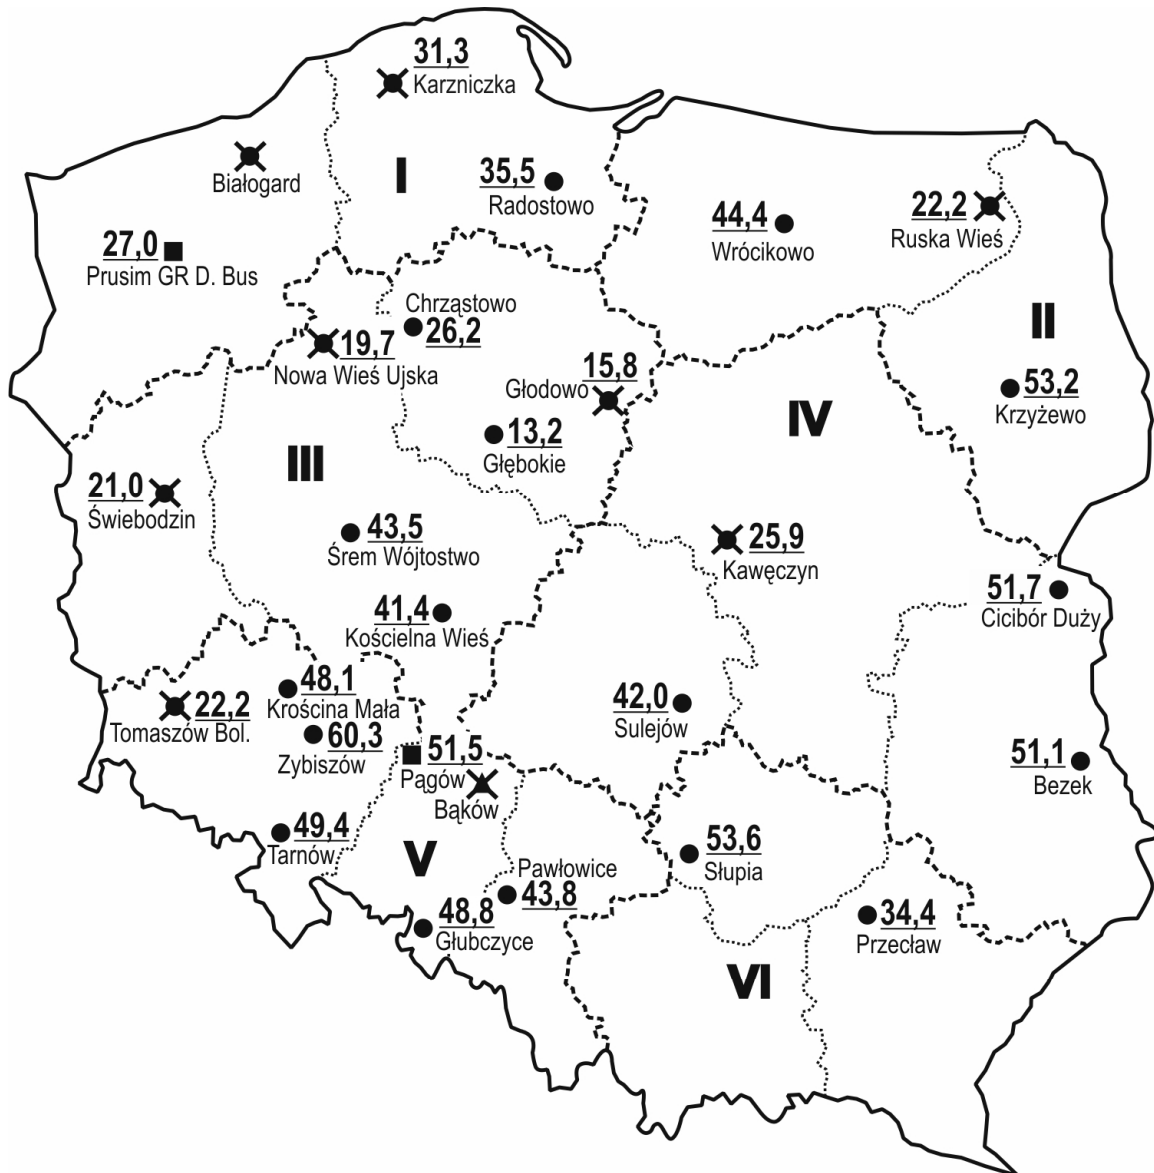 31,3
Karzniczka
Białogard
I
35,5
Radostowo
44,4
Wrócikowo
22,2
Ruska Wieś
27,0
Prusim GR D. Bus
Chrząstowo
26,2
II
19,7
Nowa Wieś Ujska
15,8
Głodowo
53,2
Krzyżewo
IV
13,2
Głębokie
III
21,0
Świebodzin
43,5
Śrem Wójtostwo
25,9
Kawęczyn
51,7
Cicibór Duży
41,4
Kościelna Wieś
48,1
Krościna Mała
22,2
Tomaszów Bol.
42,0
Sulejów
60,3
Zybiszów
51,5
Pągów
Bąków
51,1
Bezek
49,4
Tarnów
V
53,6
Słupia
Pawłowice
43,8
48,8
Głubczyce
34,4
Przecław
VI